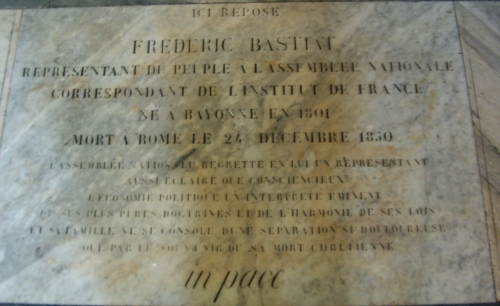 ICI REPOSE
FREDERIC BASTIAT
REPRESENTANT DU PEUPLE A L'ASSEMBLEE NATIONALE
CORRESPONDANT DE L'INSTITUT DE FRANCE
NE A BAYONNE EN 1801
MORT A ROME LE 24 DECEMBRE 1850
L'ASSEMBLEE NATIONALE REGRETTE EN LUI UN REPRESENTANT
AUSSI ECLAIRE QUE CONSCIENCIEUX
L'ECONOMIE POLITIQUE UN INTERPRETE EMINENT
DE SES PLUS PURES DOCTRINES ET DE L'HARMONIE DE SES LOIS
ET SA FAMILLE NE SE CONSOLE D'UNE SEPARATION SI DOULOUREUSE
QUE PAR LE SOUVENIR DE SA MORT CHRETIENNE
in pace